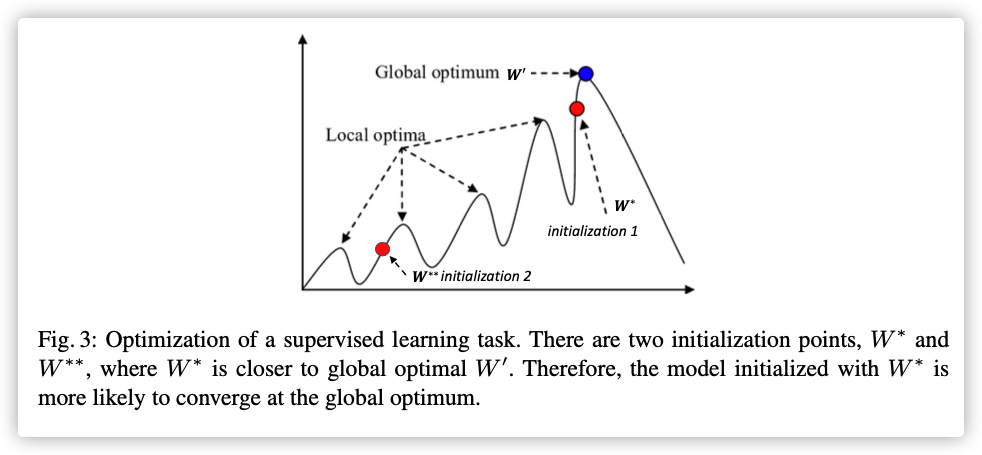 Global optimum W'
Local optima
W*
initialization 1
W** initialization 2
Fig. 3: Optimization of a supervised learning task. There are two initialization points, W* and
W**, where W* is closer to global optimal W'. Therefore, the model initialized with W* is
more likely to converge at the global optimum.